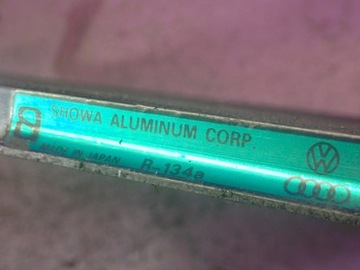 SHOWA ALUMINUM CORP.
MADE IN JAPAN R 134a